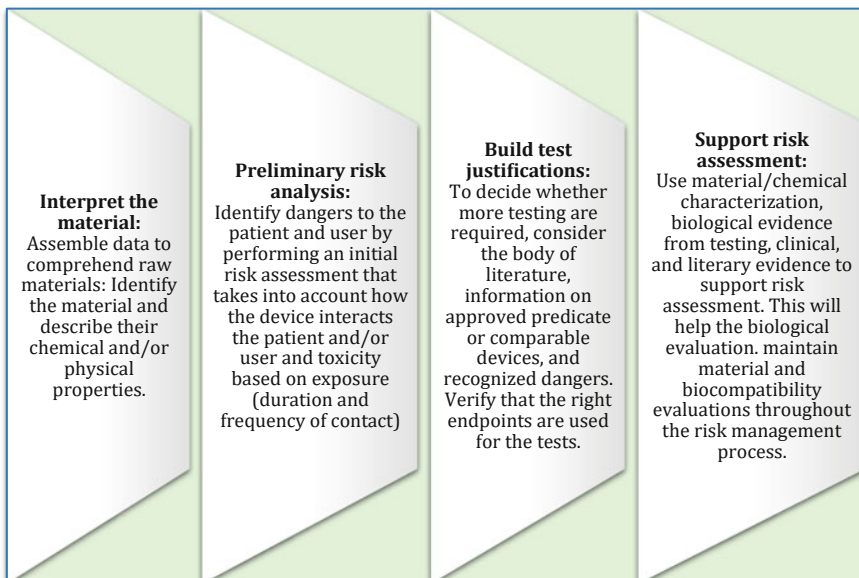 Interpret the
material:
Assemble data to
comprehend raw
materials: Identify
the material and
describe their
chemical and/or
physical
properties.
Preliminary risk
analysis:
Identify dangers to the
patient and user by
performing an initial
risk assessment that
takes into account how
the device interacts
the patient and/or
user and toxicity
based on exposure
(duration and
frequency of contact)
Build test
justifications:
To decide whether
more testing are
required, consider
the body of
literature,
information on
approved predicate
or comparable
devices, and
recognized dangers.
Verify that the right
endpoints are used
for the tests.
Support risk
assessment:
Use material/chemical
characterization,
biological evidence
from testing, clinical,
and literary evidence to
support risk
assessment. This will
help the biological
evaluation. maintain
material and
biocompatibility
evaluations throughout
the risk management
process.